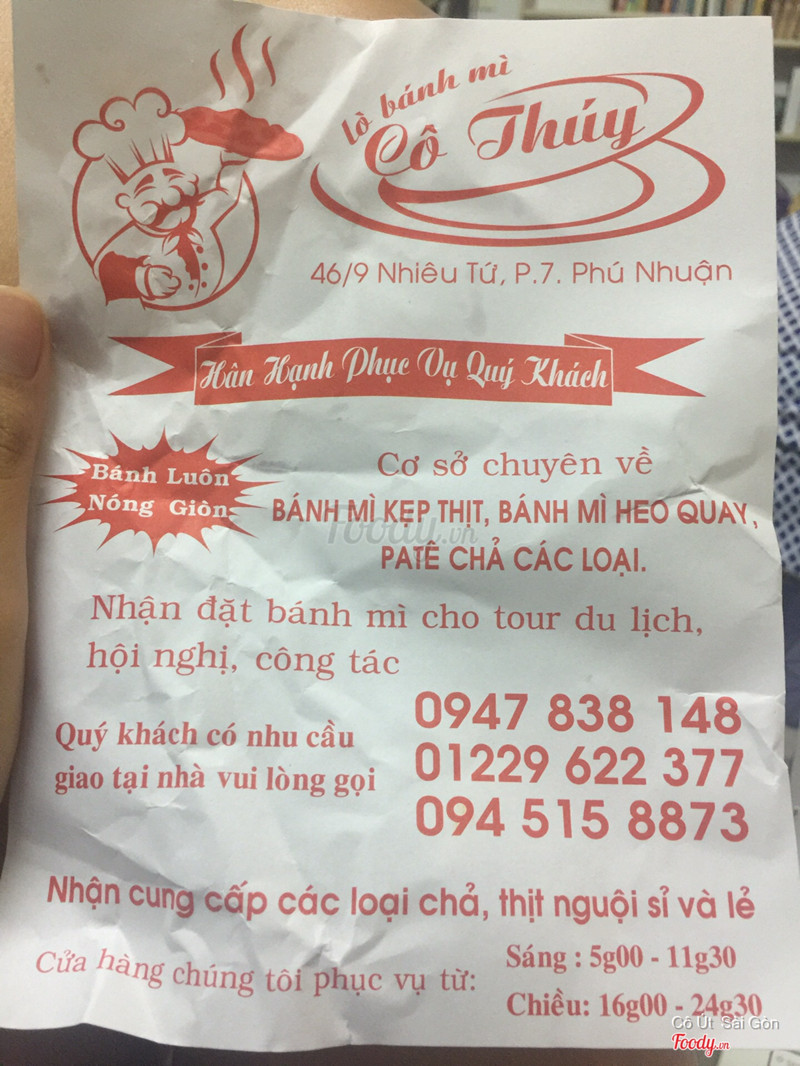 Lò bánh mì
Cô Thúy
46/9 Nhiêu Tứ, P.7. Phú Nhuận
Hân Hạnh Phục Vụ Quý Khách
Bánh Luôn
Nóng Giòn
Cơ sở chuyên về
BÁNH MÌ KẸP THỊT, BÁNH MÌ HEO QUAY,
PATÊ CHẢ CÁC LOẠI.
Foody.vn
Nhận đặt bánh mì cho tour du lịch,
hội nghị, công tác
Quý khách có nhu cầu
giao tại nhà vui lòng gọi
0947 838 148
01229 622 377
094 515 8873
Nhận cung cấp các loại chả, thịt nguội sỉ và lẻ
Cửa hàng chúng tôi phục vụ từ:
Sáng : 5g00 - 11g30
Chiều: 16g00 - 24g30
Cô Út Sài Gòn
Foody.vn